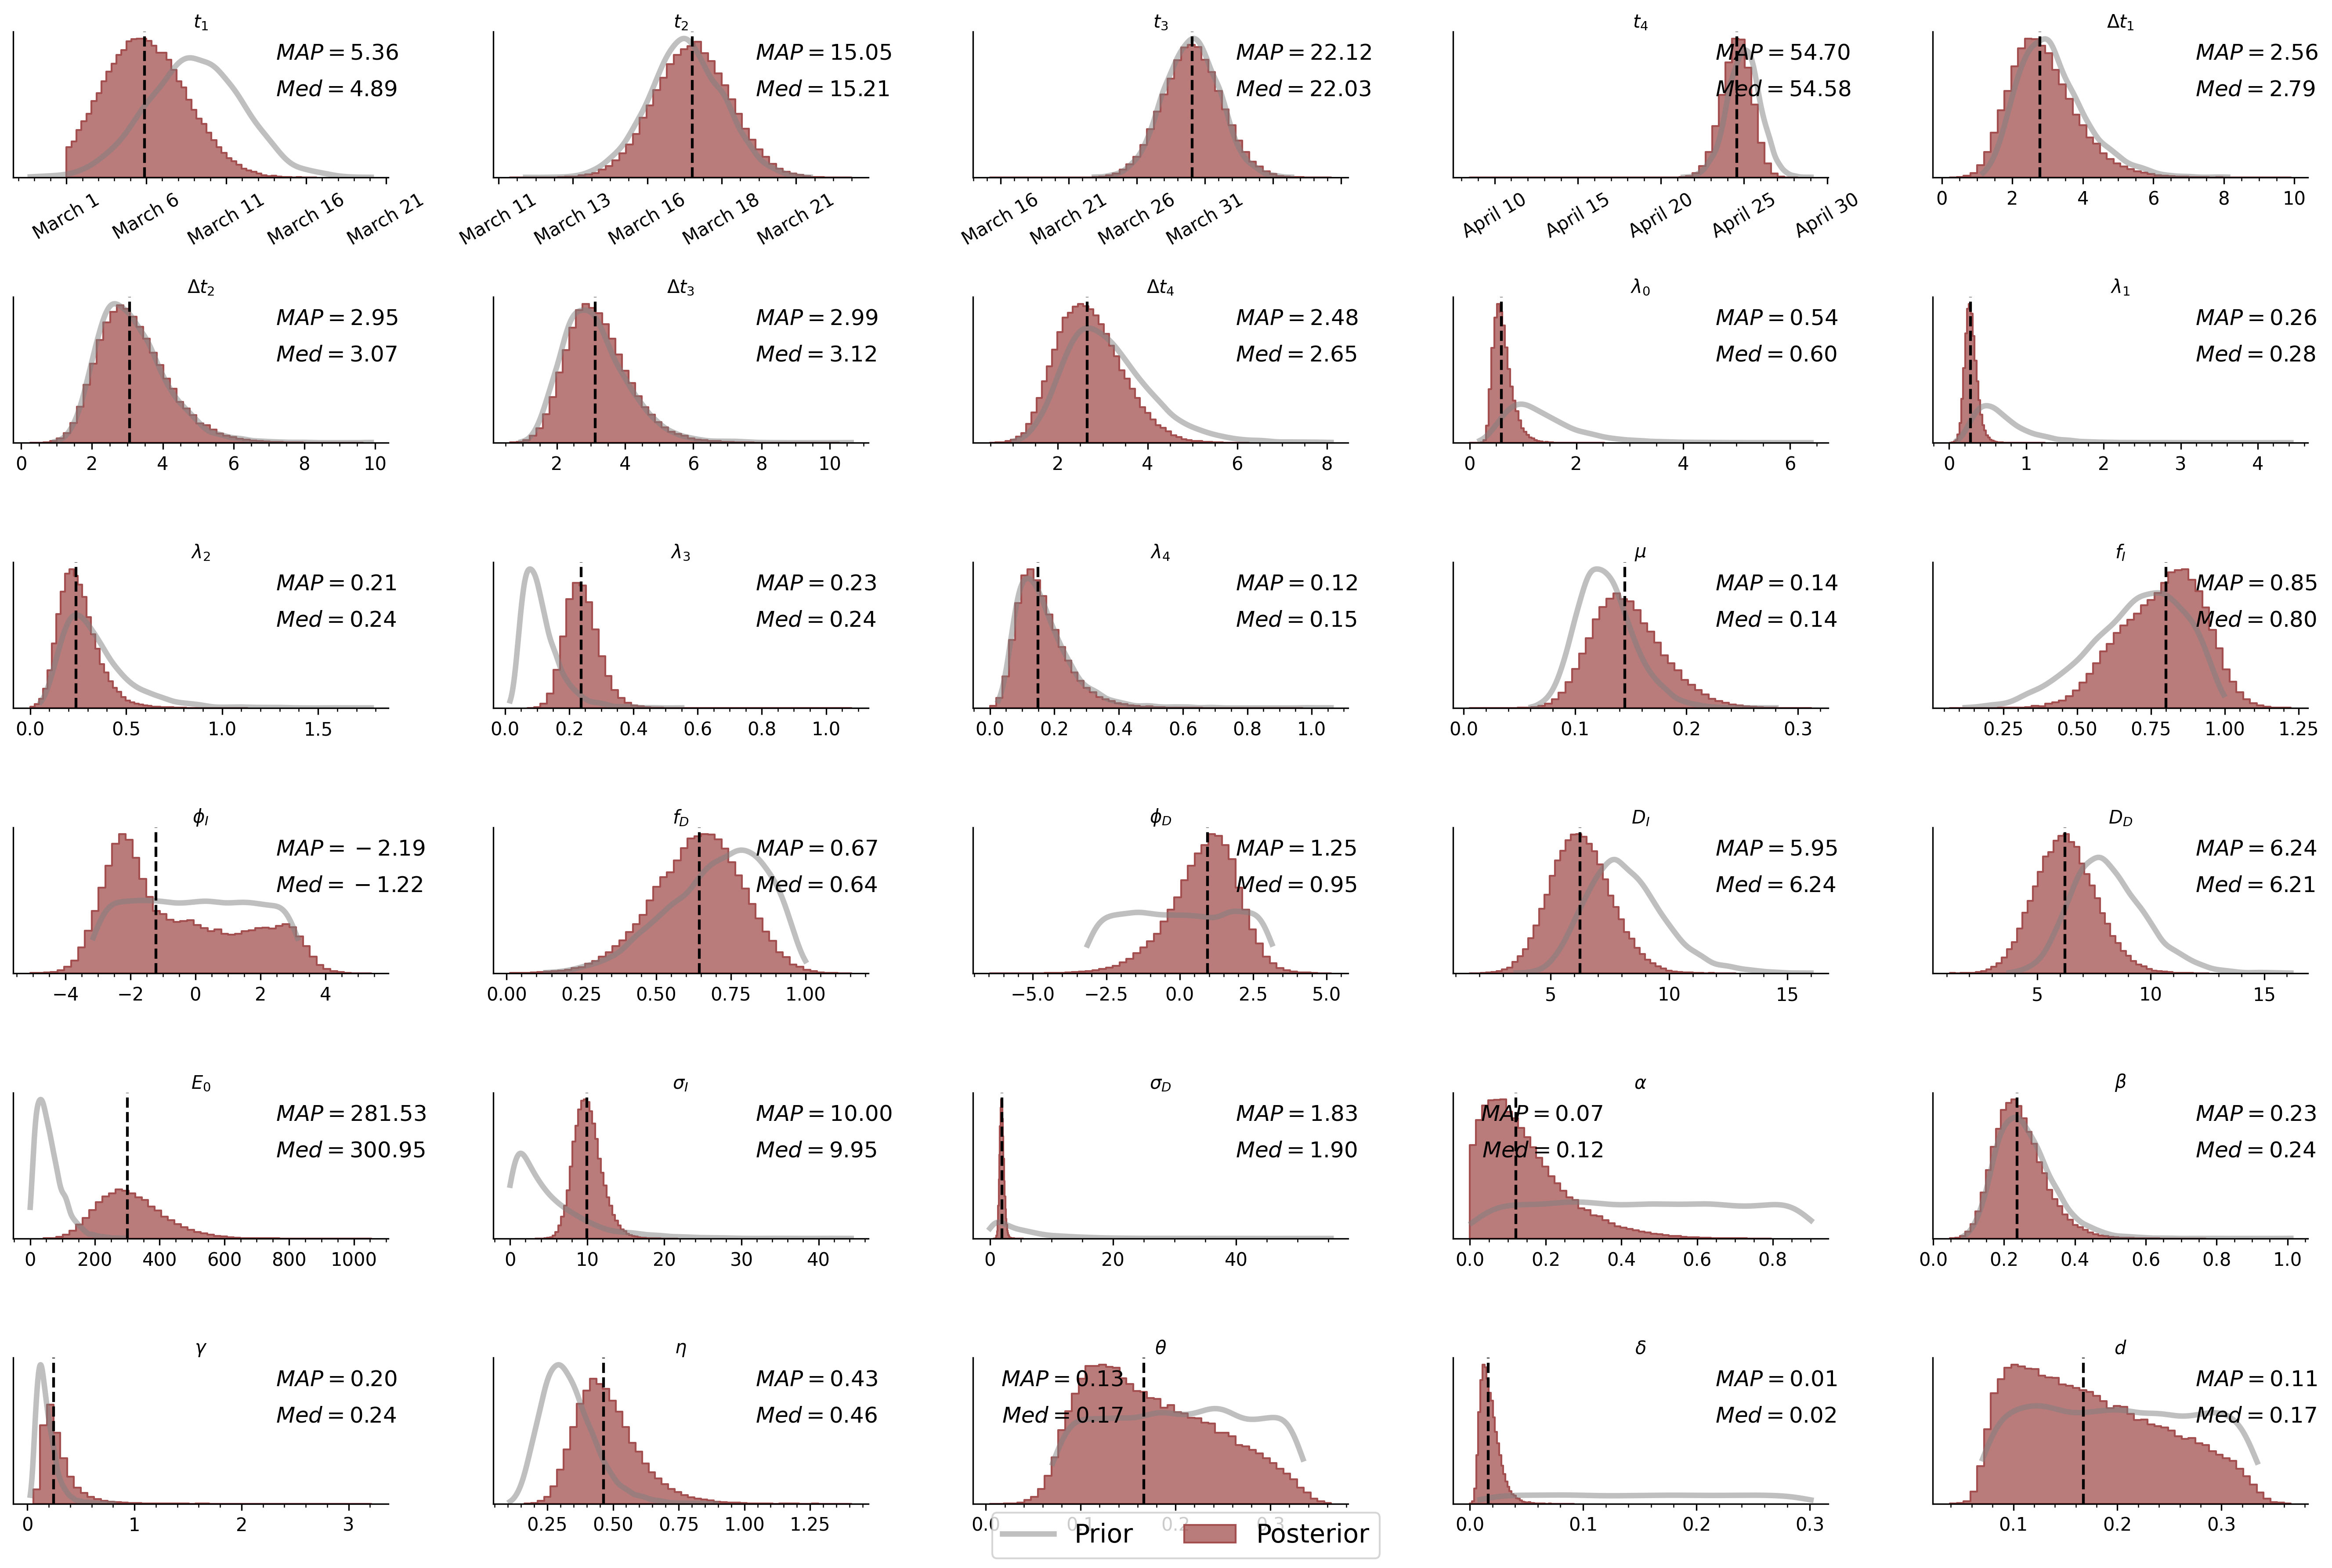 t₁
MAP = 5.36
Med = 4.89
March 1 March 6 March 11 March 16 March 21
t₂
MAP = 15.05
Med = 15.21
March 11 March 13 March 16 March 18 March 21
t₃
MAP = 22.12
Med = 22.03
March 16 March 21 March 26 March 31
t₄
MAP = 54.70
Med = 54.58
April 10 April 15 April 20 April 25 April 30
Δt₁
MAP = 2.56
Med = 2.79
0 2 4 6 8 10
Δt₂
MAP = 2.95
Med = 3.07
0 2 4 6 8 10
Δt₃
MAP = 2.99
Med = 3.12
2 4 6 8 10
Δt₄
MAP = 2.48
Med = 2.65
2 4 6 8
λ₀
MAP = 0.54
Med = 0.60
0 2 4 6
λ₁
MAP = 0.26
Med = 0.28
0 1 2 3 4
λ₂
MAP = 0.21
Med = 0.24
0.0 0.5 1.0 1.5
λ₃
MAP = 0.23
Med = 0.24
0.0 0.2 0.4 0.6 0.8 1.0
λ₄
MAP = 0.12
Med = 0.15
0.0 0.2 0.4 0.6 0.8 1.0
μ
MAP = 0.14
Med = 0.14
0.0 0.1 0.2 0.3
f_I
MAP = 0.85
Med = 0.80
0.25 0.50 0.75 1.00 1.25
ϕ_I
MAP = −2.19
Med = −1.22
−4 −2 0 2 4
f_D
MAP = 0.67
Med = 0.64
0.00 0.25 0.50 0.75 1.00
ϕ_D
MAP = 1.25
Med = 0.95
−5.0 −2.5 0.0 2.5 5.0
D_I
MAP = 5.95
Med = 6.24
5 10 15
D_D
MAP = 6.24
Med = 6.21
5 10 15
E₀
MAP = 281.53
Med = 300.95
0 200 400 600 800 1000
σ_I
MAP = 10.00
Med = 9.95
0 10 20 30 40
σ_D
MAP = 1.83
Med = 1.90
0 20 40
α
MAP = 0.07
Med = 0.12
0.0 0.2 0.4 0.6 0.8
β
MAP = 0.23
Med = 0.24
0.0 0.2 0.4 0.6 0.8 1.0
γ
MAP = 0.20
Med = 0.24
0 1 2 3
η
MAP = 0.43
Med = 0.46
0.25 0.50 0.75 1.00 1.25
θ
MAP = 0.13
Med = 0.17
0.0 0.1 0.2 0.3
δ
MAP = 0.01
Med = 0.02
0.0 0.1 0.2 0.3
d
MAP = 0.11
Med = 0.17
0.1 0.2 0.3
Prior Posterior